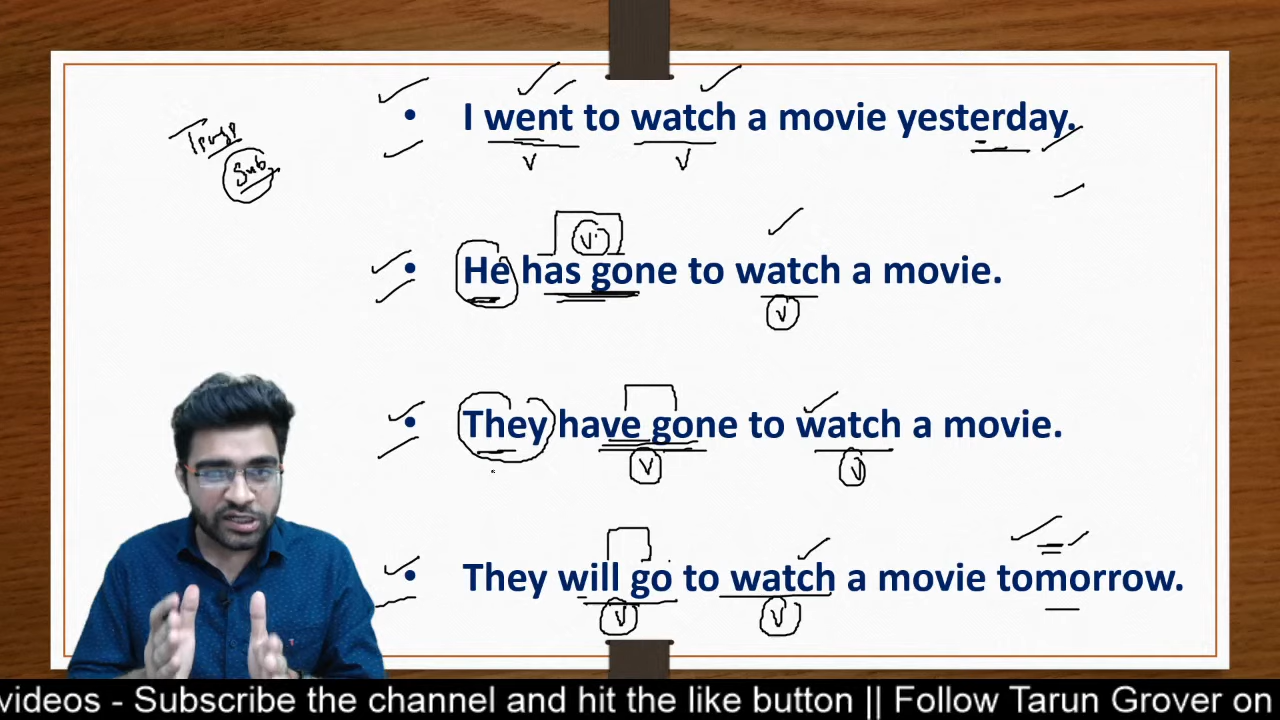 • I went to watch a movie yesterday.
V V
Sub
V
• He has gone to watch a movie.
V
• They have gone to watch a movie.
V V
• They will go to watch a movie tomorrow.
V V
videos - Subscribe the channel and hit the like button || Follow Tarun Grover on